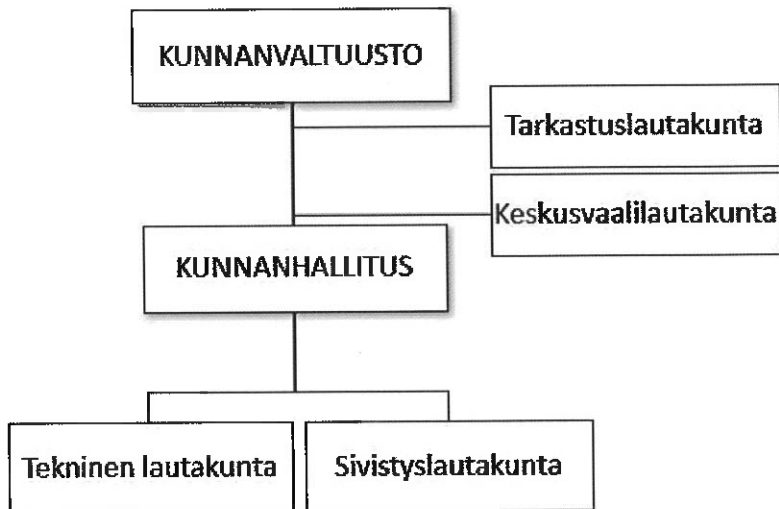 KUNNANVALTUUSTO
Tarkastuslautakunta
Keskusvaalilautakunta
KUNNANHALLITUS
Tekninen lautakunta
Sivistyslautakunta